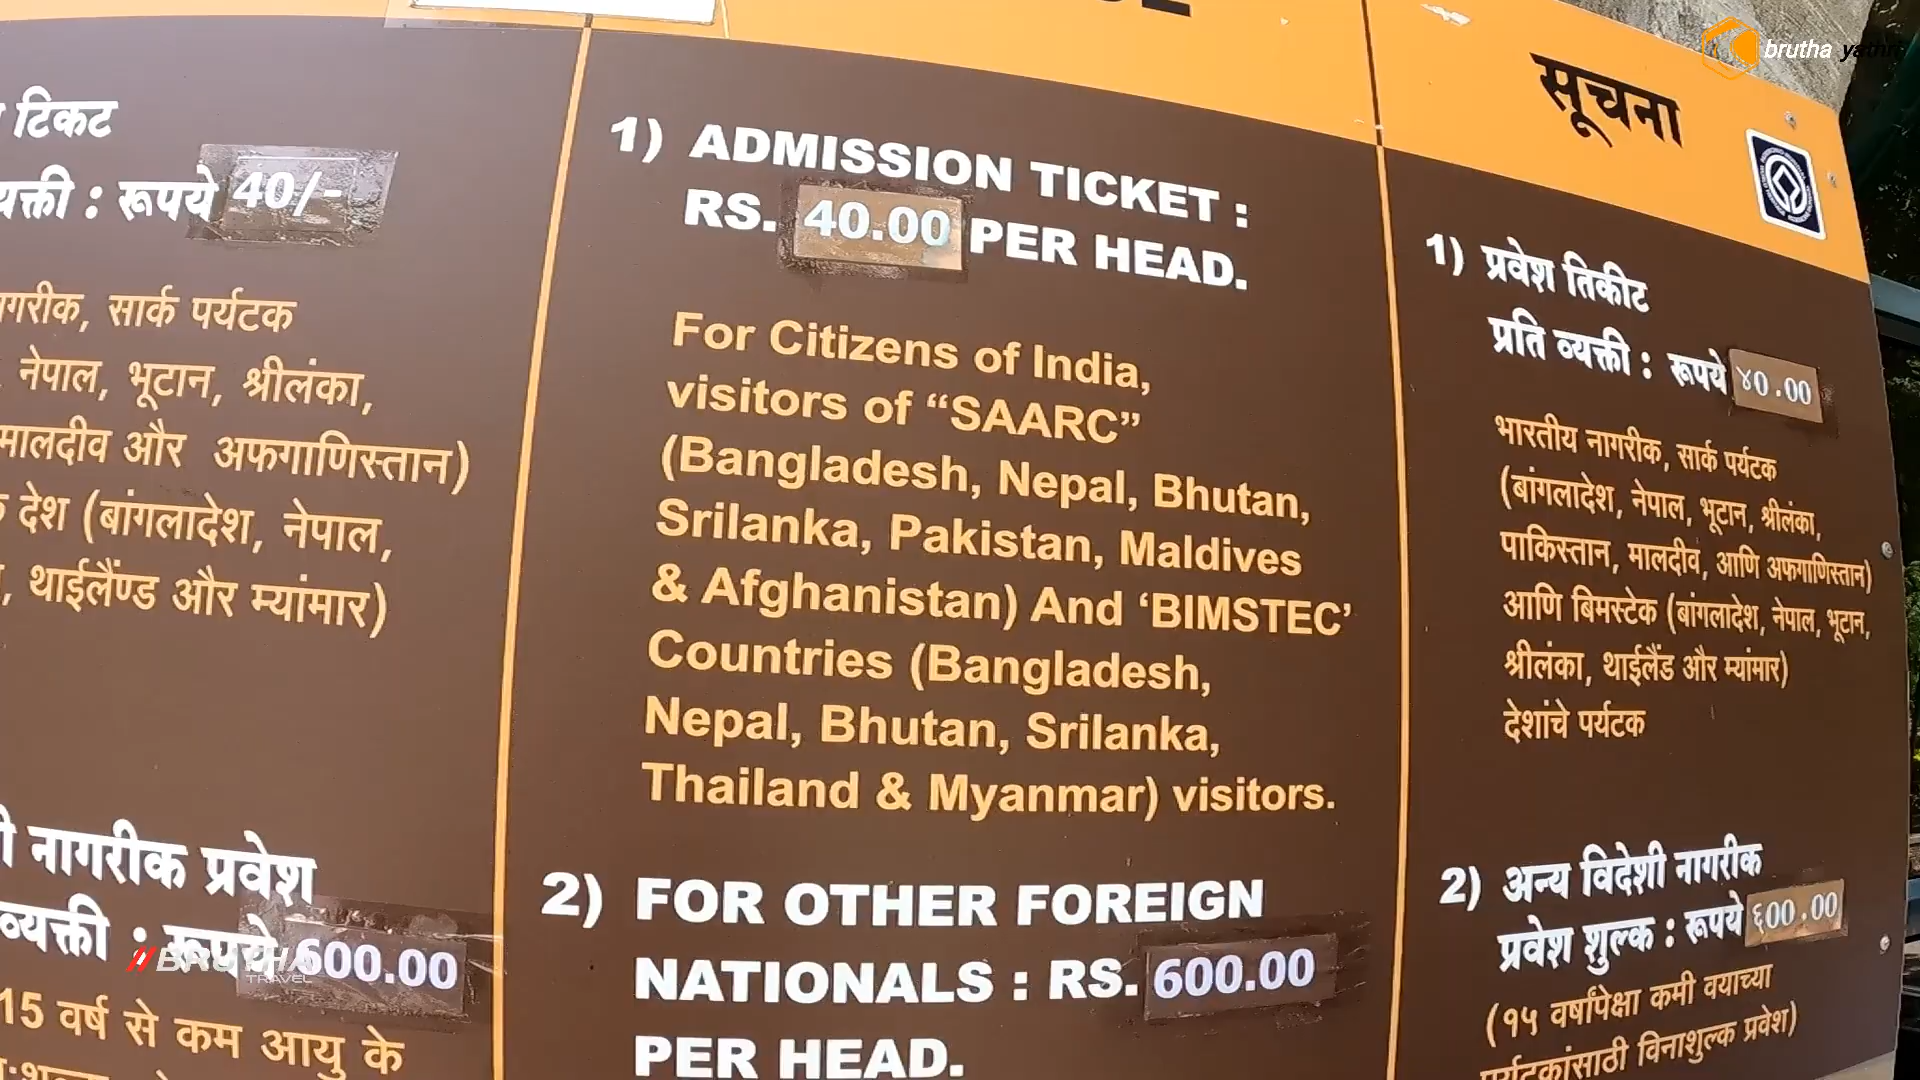 टिकट
व्यक्ती : रूपये 40/-
नागरीक, सार्क पर्यटक
नेपाल, भूटान, श्रीलंका,
मालदीव और अफगाणिस्तान)
देश (बांगलादेश, नेपाल,
, थाईलैंण्ड और म्यांमार)
नागरीक प्रवेश
व्यक्ती : रूपये 600.00
15 वर्ष से कम आयु के
1) ADMISSION TICKET :
RS. 40.00 PER HEAD.
For Citizens of India,
visitors of “SAARC”
(Bangladesh, Nepal, Bhutan,
Srilanka, Pakistan, Maldives
& Afghanistan) And ‘BIMSTEC’
Countries (Bangladesh,
Nepal, Bhutan, Srilanka,
Thailand & Myanmar) visitors.
2) FOR OTHER FOREIGN
NATIONALS : RS. 600.00
PER HEAD.
सूचना
1) प्रवेश तिकीट
प्रति व्यक्ती : रूपये ४०.००
भारतीय नागरीक, सार्क पर्यटक
(बांगलादेश, नेपाल, भूटान, श्रीलंका,
पाकिस्तान, मालदीव, आणि अफगाणिस्तान)
आणि बिमस्टेक (बांगलादेश, नेपाल, भूटान,
श्रीलंका, थाईलैंड और म्यांमार)
देशांचे पर्यटक
2) अन्य विदेशी नागरीक
प्रवेश शुल्क : रूपये ६००.००
(१५ वर्षांपेक्षा कमी वयाच्या
पर्यटकांसाठी विनाशुल्क प्रवेश)
brutha yathri
BRUTHA
TRAVEL